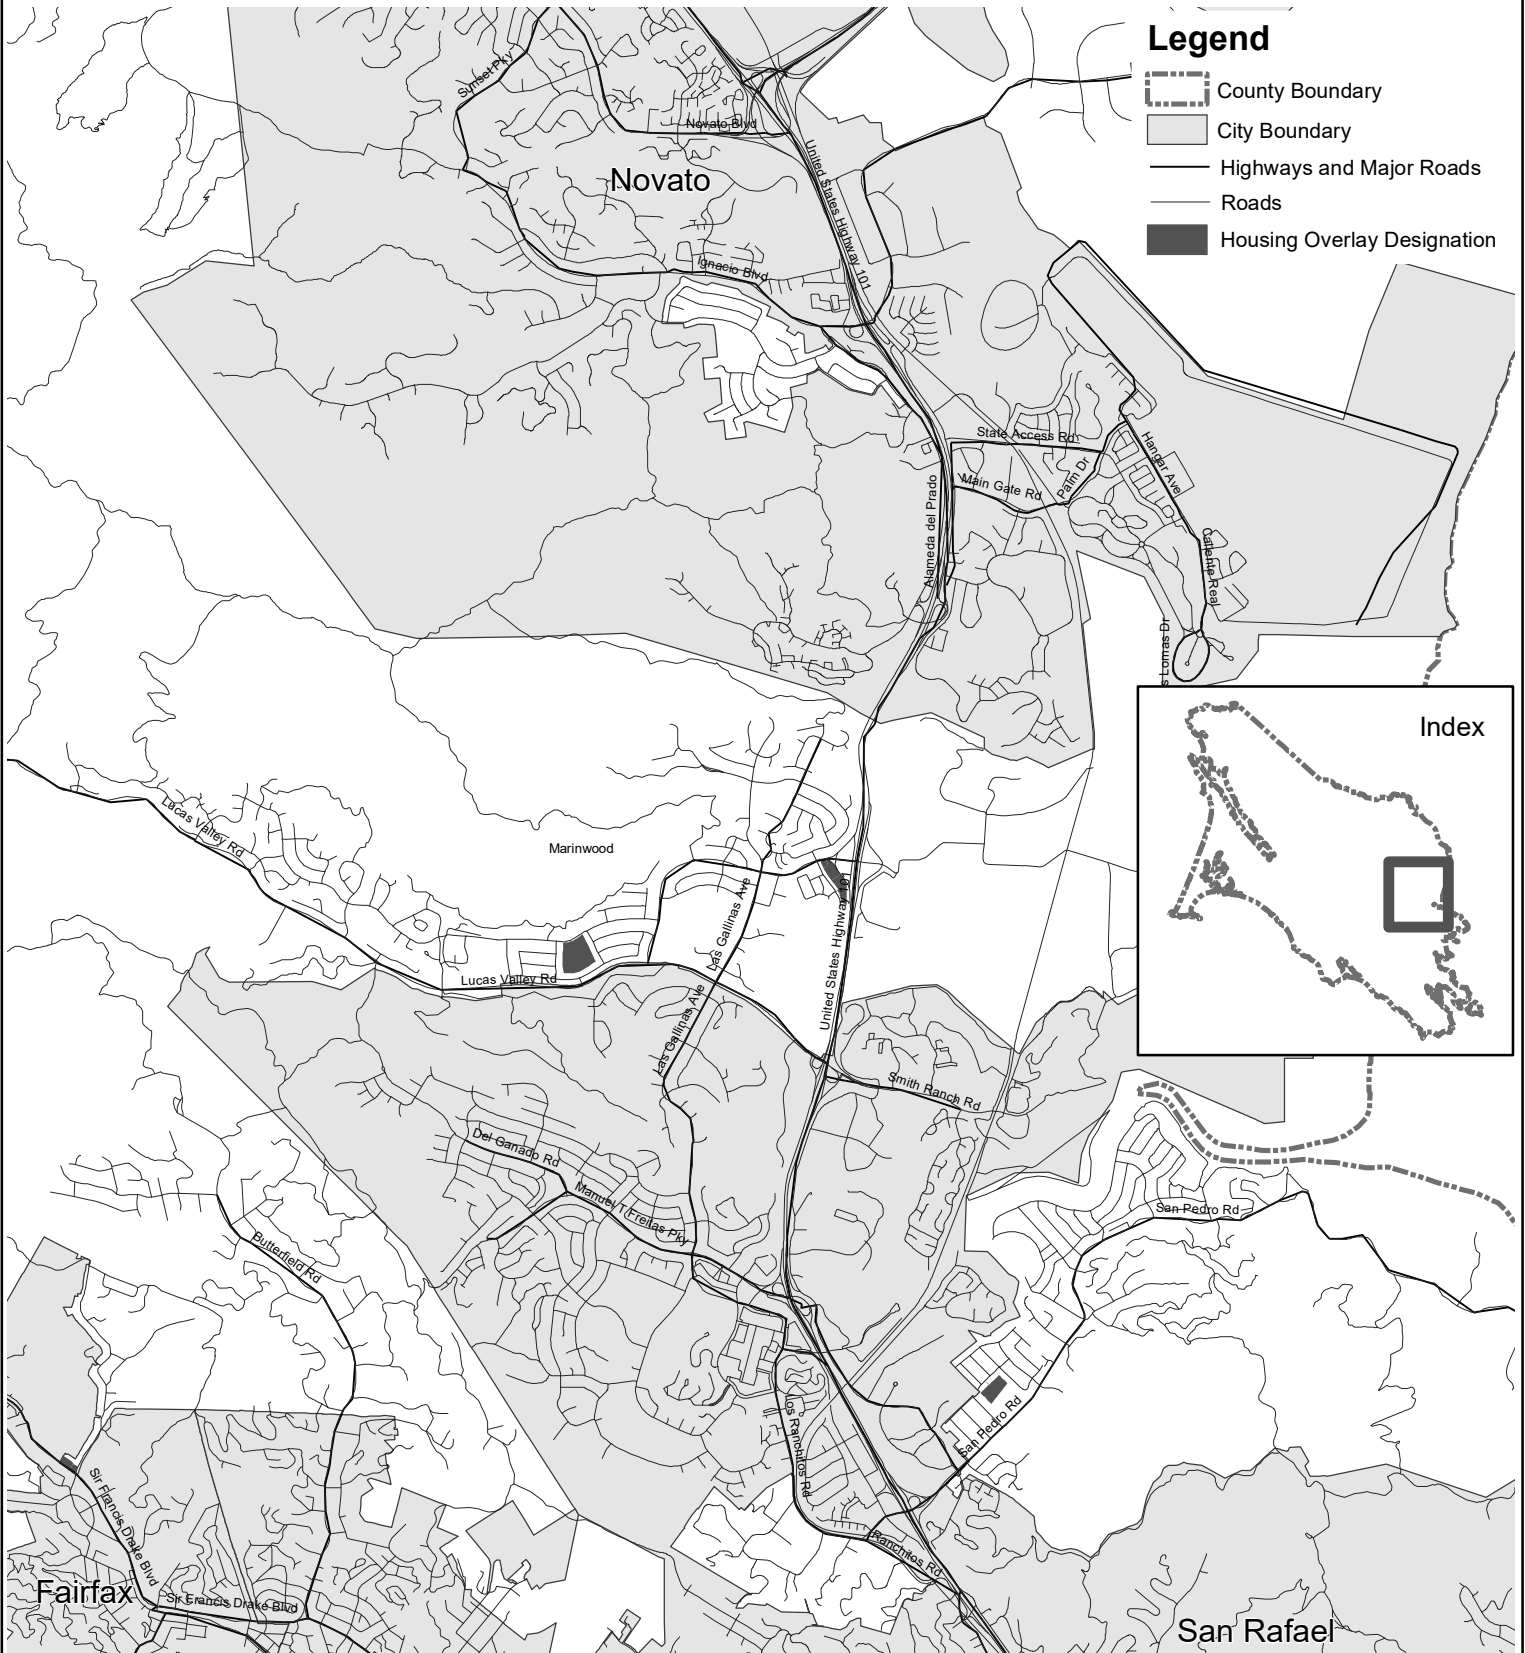 Legend
County Boundary
City Boundary
Highways and Major Roads
Roads
Housing Overlay Designation
Sunset Pky
Novato Blvd
Novato
United States Highway 101
Ignacio Blvd
State Access Rd
Hangar Ave
Main Gate Rd
Palm Dr
Alameda del Prado
Caliente Real
s Lomas Dr
Index
Lucas Valley Rd
Marinwood
Las Gallinas Ave
United States Highway 101
Lucas Valley Rd
Las Gallinas Ave
Smith Ranch Rd
Del Ganado Rd
Manuel T Freitas Pky
San Pedro Rd
Butterfield Rd
Los Ranchitos Rd
San Pedro Rd
Sir Francis Drake Blvd
Ranchitos Rd
Fairfax
Sir Francis Drake Blvd
San Rafael